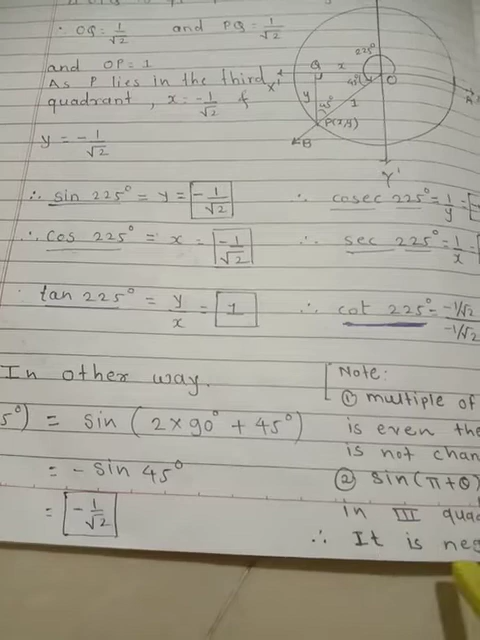 ∵ OQ = 1/√2 and PQ = 1/√2
and OP = 1
As P lies in the third
quadrant, x = -1/√2 &
y = -1/√2
225°
Q x O
45°
y 1
45°
P(x,y)
B
X'
A
Y'
∴ sin 225° = y = -1/√2
∴ cosec 225° = 1/y =
∴ cos 225° = x = -1/√2
∴ sec 225° = 1/x =
tan 225° = y/x = 1
∴ cot 225° = -1/√2 / -1/√2
In other way.
5°) = sin (2×90° + 45°)
= - sin 45°
= -1/√2
Note:
① multiple of
is even the
is not chan
② sin(π+θ)
in III quad
∴ It is neg